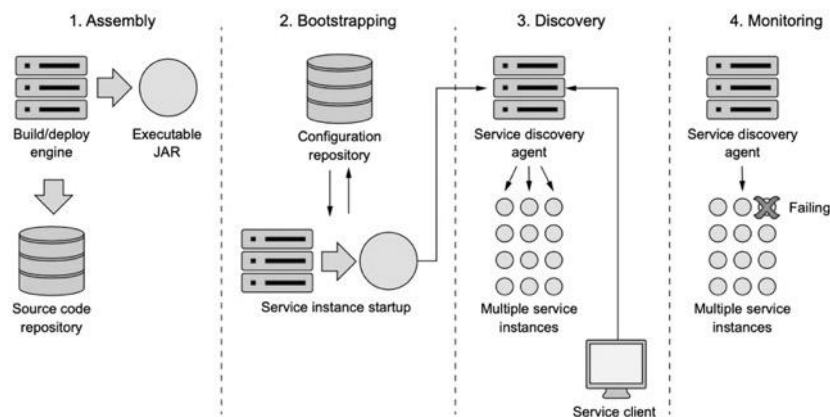 1. Assembly
Build/deploy
engine
Executable
JAR
Source code
repository
2. Bootstrapping
Configuration
repository
Service instance startup
3. Discovery
Service discovery
agent
Multiple service
instances
Service client
4. Monitoring
Service discovery
agent
Failing
Multiple service
instances